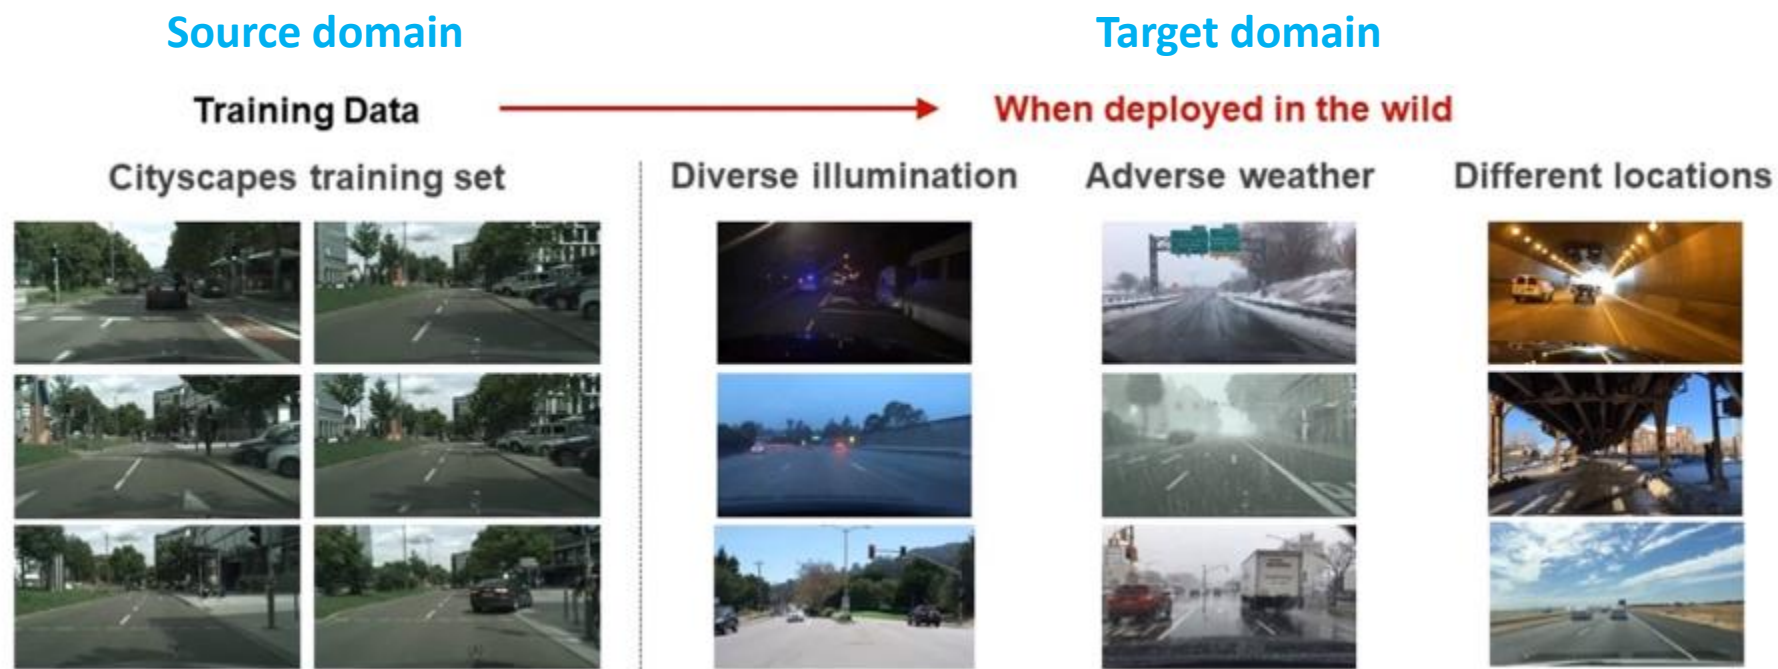 Source domain
Target domain
Training Data
When deployed in the wild
Cityscapes training set
Diverse illumination
Adverse weather
Different locations